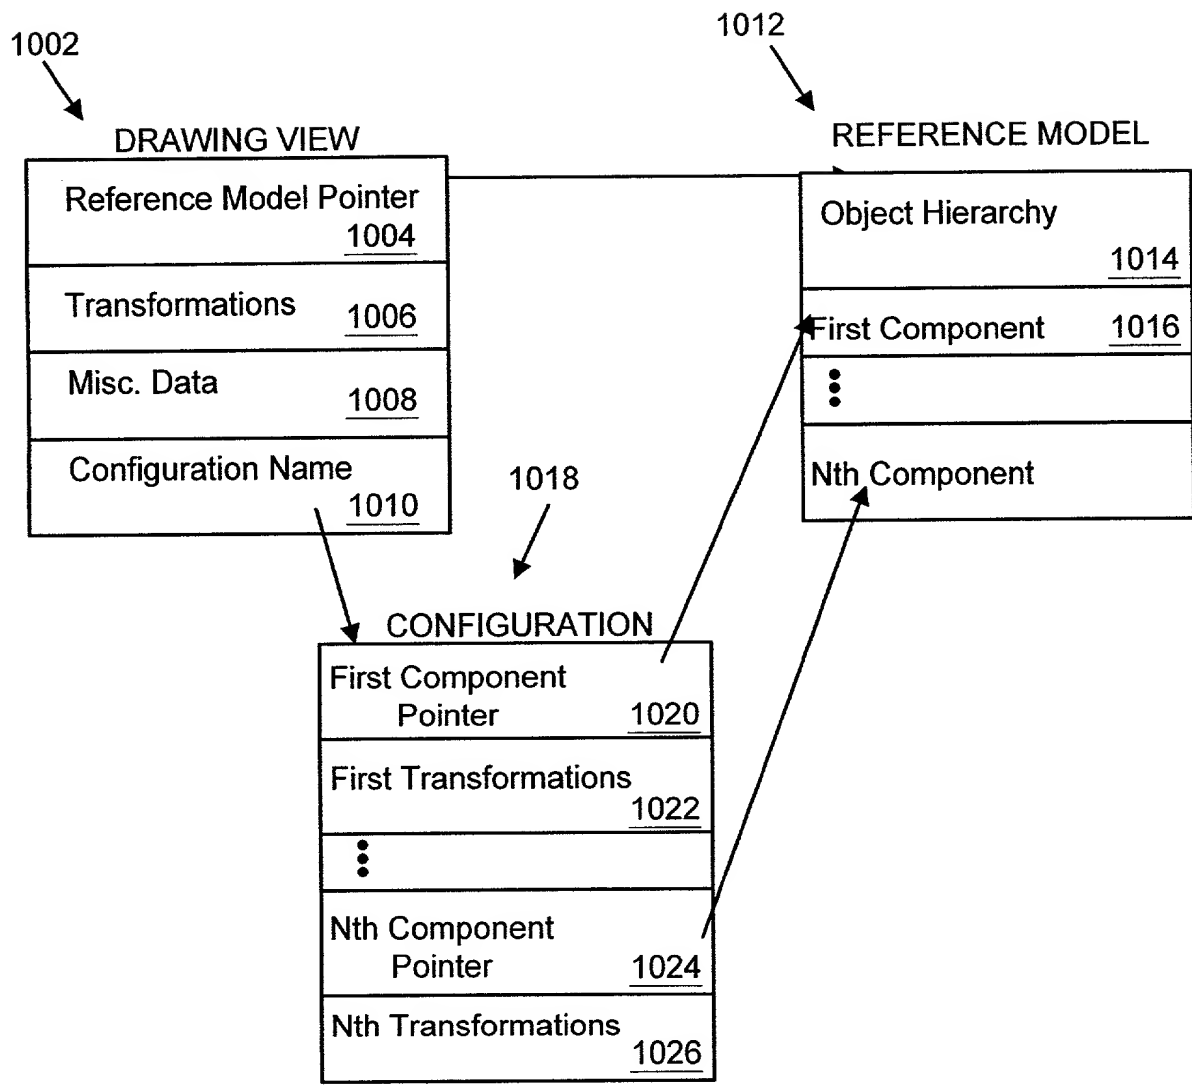 1002
DRAWING VIEW
Reference Model Pointer
1004
Transformations
1006
Misc. Data
1008
Configuration Name
1010
1012
REFERENCE MODEL
Object Hierarchy
1014
First Component 1016
Nth Component
1018
CONFIGURATION
First Component
Pointer 1020
First Transformations
1022
Nth Component
Pointer 1024
Nth Transformations
1026